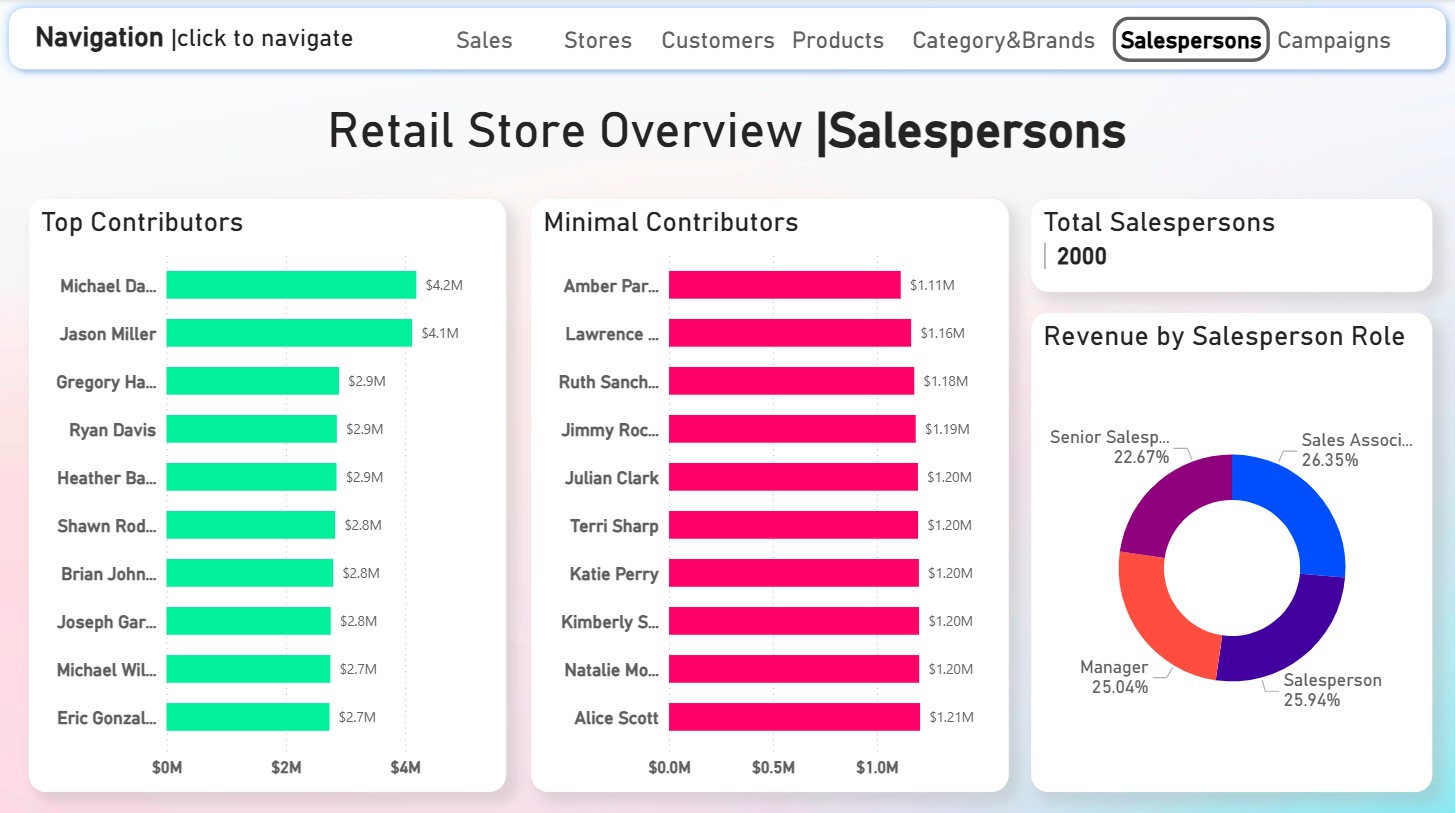 Navigation |click to navigate
Sales
Stores
Customers
Products
Category&Brands
Salespersons
Campaigns
Retail Store Overview |Salespersons
Top Contributors
Michael Da... $4.2M
Jason Miller $4.1M
Gregory Ha... $2.9M
Ryan Davis $2.9M
Heather Ba... $2.9M
Shawn Rod... $2.8M
Brian John... $2.8M
Joseph Gar... $2.8M
Michael Wil... $2.7M
Eric Gonzal... $2.7M
$0M $2M $4M
Minimal Contributors
Amber Par... $1.11M
Lawrence ... $1.16M
Ruth Sanch... $1.18M
Jimmy Roc... $1.19M
Julian Clark $1.20M
Terri Sharp $1.20M
Katie Perry $1.20M
Kimberly S... $1.20M
Natalie Mo... $1.20M
Alice Scott $1.21M
$0.0M $0.5M $1.0M
Total Salespersons
2000
Revenue by Salesperson Role
Senior Salesp...
22.67%
Sales Associ...
26.35%
Manager
25.04%
Salesperson
25.94%